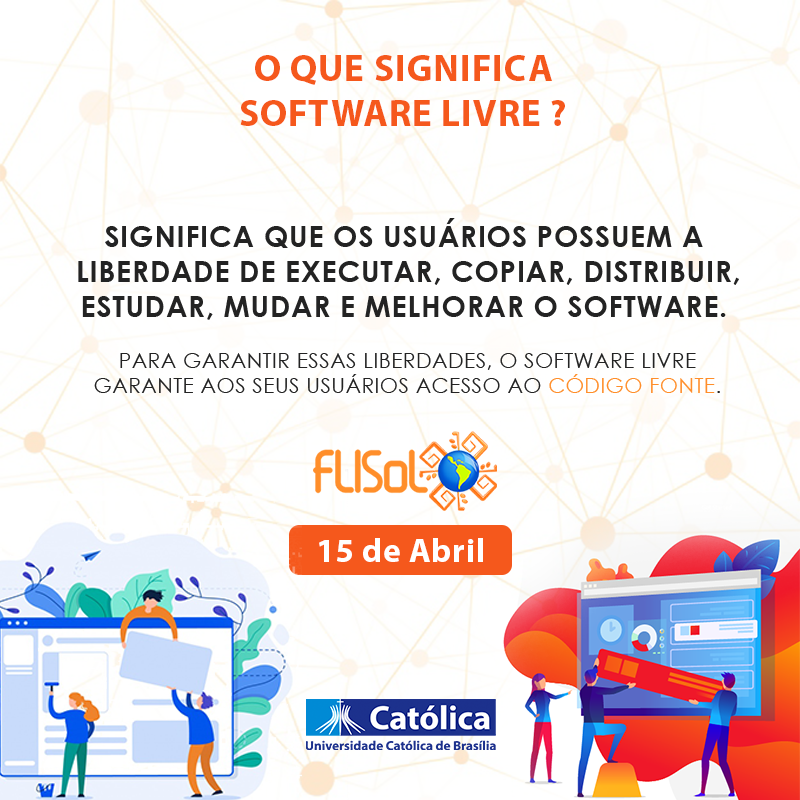 O QUE SIGNIFICA
SOFTWARE LIVRE ?
SIGNIFICA QUE OS USUÁRIOS POSSUEM A
LIBERDADE DE EXECUTAR, COPIAR, DISTRIBUIR,
ESTUDAR, MUDAR E MELHORAR O SOFTWARE.
PARA GARANTIR ESSAS LIBERDADES, O SOFTWARE LIVRE
GARANTE AOS SEUS USUÁRIOS ACESSO AO CÓDIGO FONTE.
FLISoL
15 de Abril
Católica
Universidade Católica de Brasília